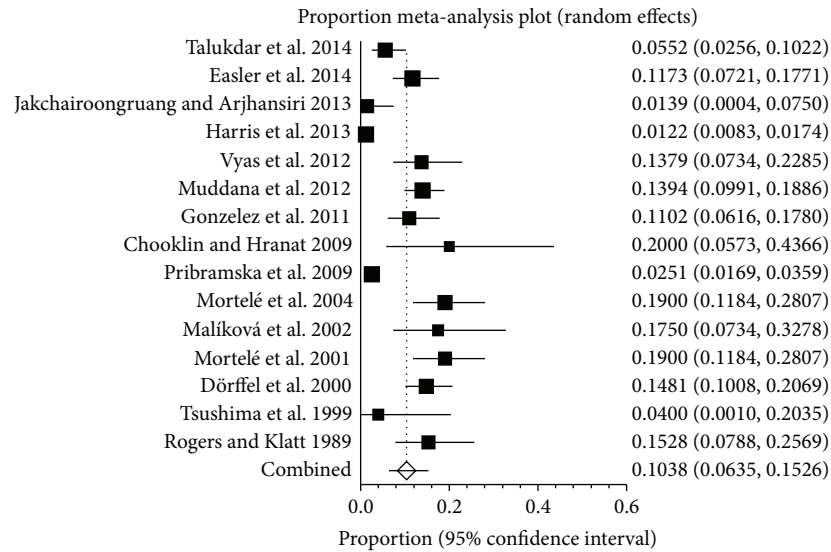 Proportion meta-analysis plot (random effects)
Talukdar et al. 2014 0.0552 (0.0256, 0.1022)
Easler et al. 2014 0.1173 (0.0721, 0.1771)
Jakchairoongruang and Arjhansiri 2013 0.0139 (0.0004, 0.0750)
Harris et al. 2013 0.0122 (0.0083, 0.0174)
Vyas et al. 2012 0.1379 (0.0734, 0.2285)
Muddana et al. 2012 0.1394 (0.0991, 0.1886)
Gonzelez et al. 2011 0.1102 (0.0616, 0.1780)
Chooklin and Hranat 2009 0.2000 (0.0573, 0.4366)
Pribramska et al. 2009 0.0251 (0.0169, 0.0359)
Mortelé et al. 2004 0.1900 (0.1184, 0.2807)
Malíková et al. 2002 0.1750 (0.0734, 0.3278)
Mortelé et al. 2001 0.1900 (0.1184, 0.2807)
Dörffel et al. 2000 0.1481 (0.1008, 0.2069)
Tsushima et al. 1999 0.0400 (0.0010, 0.2035)
Rogers and Klatt 1989 0.1528 (0.0788, 0.2569)
Combined 0.1038 (0.0635, 0.1526)
0.0 0.2 0.4 0.6
Proportion (95% confidence interval)